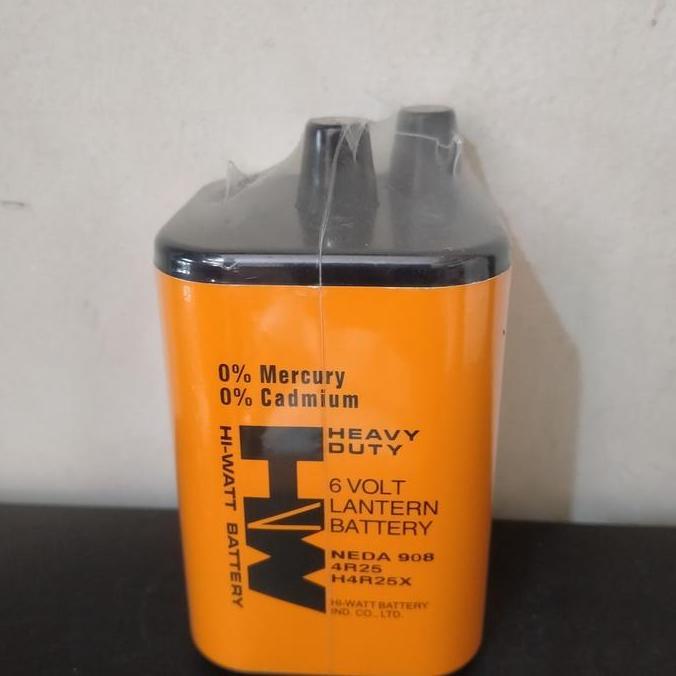 0% Mercury
0% Cadmium
HI-WATT BATTERY
HW
HEAVY
DUTY
6 VOLT
LANTERN
BATTERY
NEDA 908
4R25
H4R25X
HI-WATT BATTERY
IND. CO., LTD.